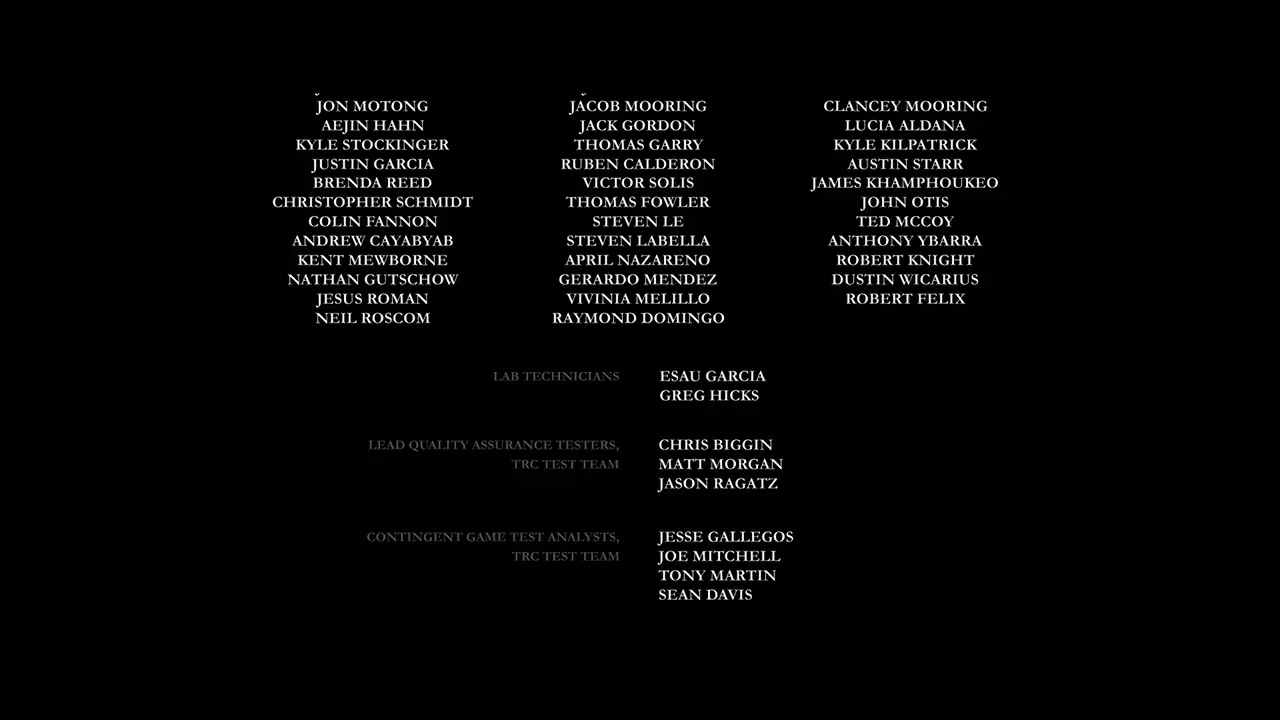 JON MOTONG JACOB MOORING CLANCEY MOORING
AEJIN HAHN JACK GORDON LUCIA ALDANA
KYLE STOCKINGER THOMAS GARRY KYLE KILPATRICK
JUSTIN GARCIA RUBEN CALDERON AUSTIN STARR
BRENDA REED VICTOR SOLIS JAMES KHAMPHOUKEO
CHRISTOPHER SCHMIDT THOMAS FOWLER JOHN OTIS
COLIN FANNON STEVEN LE TED MCCOY
ANDREW CAYABYAB STEVEN LABELLA ANTHONY YBARRA
KENT MEWBORNE APRIL NAZARENO ROBERT KNIGHT
NATHAN GUTSCHOW GERARDO MENDEZ DUSTIN WICARIUS
JESUS ROMAN VIVINIA MELILLO ROBERT FELIX
NEIL ROSCOM RAYMOND DOMINGO
LAB TECHNICIANS ESAU GARCIA
GREG HICKS
LEAD QUALITY ASSURANCE TESTERS, CHRIS BIGGIN
TRC TEST TEAM MATT MORGAN
JASON RAGATZ
CONTINGENT GAME TEST ANALYSTS, JESSE GALLEGOS
TRC TEST TEAM JOE MITCHELL
TONY MARTIN
SEAN DAVIS